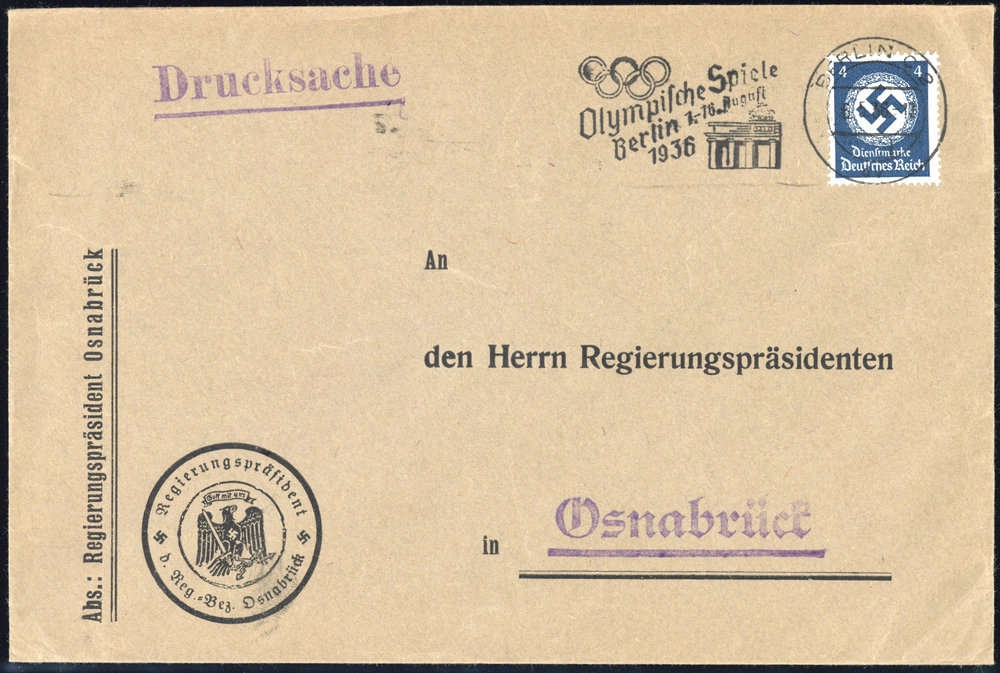 Drucksache
Olympische Spiele
Berlin 1.-16. August
1936
BERLIN
4 4
Dienstmarke
Deutsches Reich
Abs.: Regierungspräsident Osnabrück
An
den Herrn Regierungspräsidenten
in Osnabrück
Regierungspräsident
Gott mit uns
d. Reg.-Bez. Osnabrück